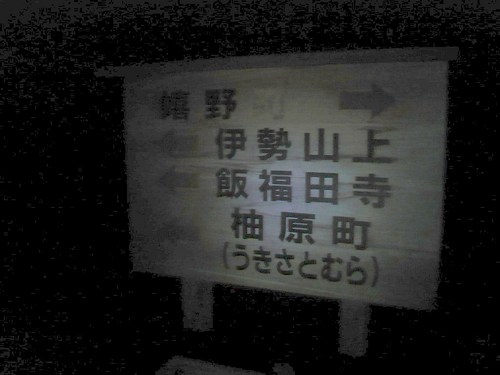 嬉野町 →
← 伊勢山上
← 飯福田寺
← 柚原町
(うきさとむら)